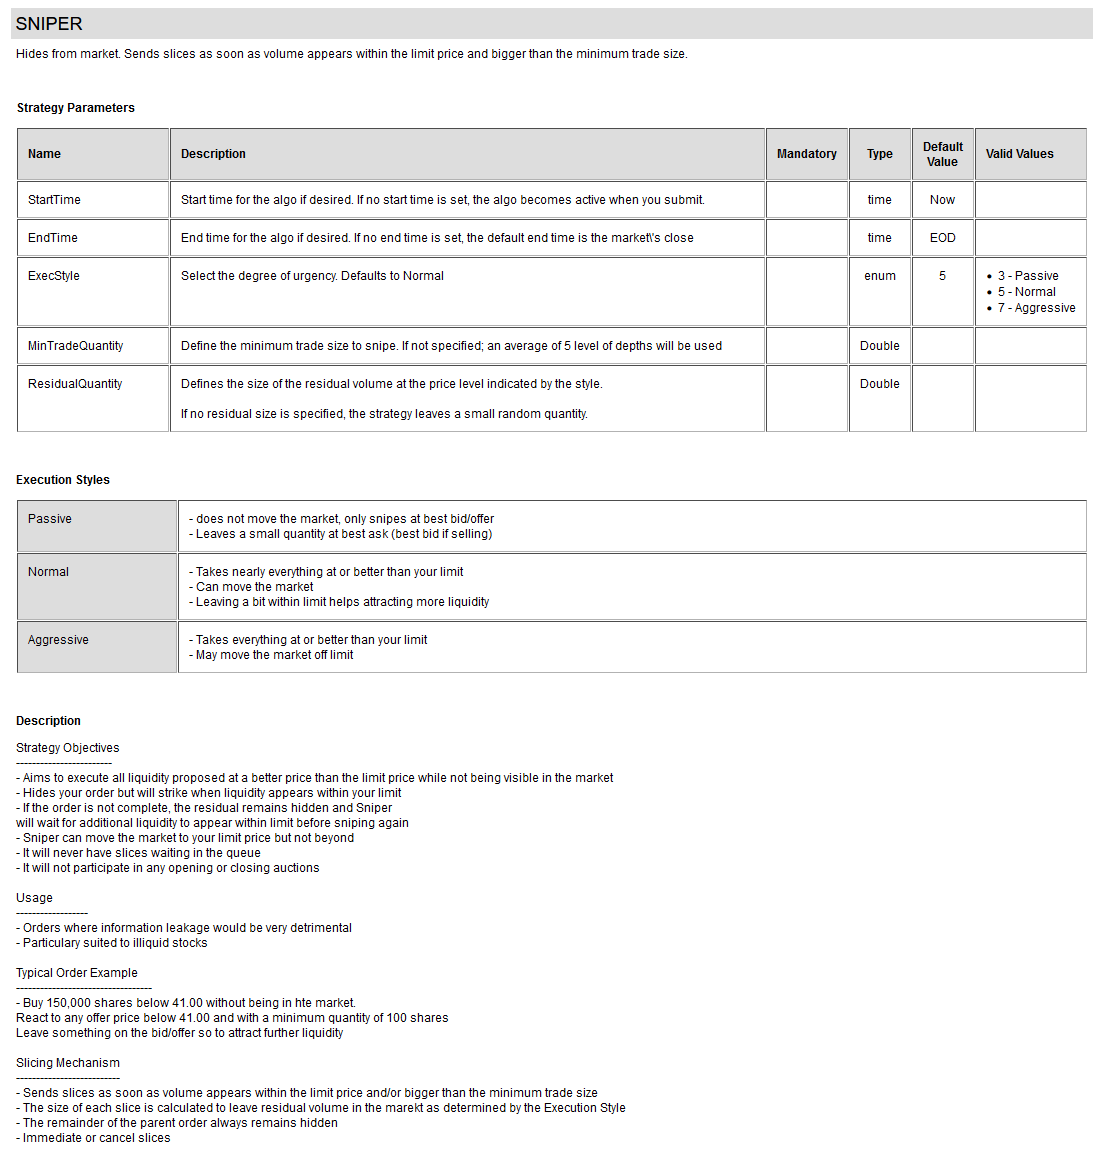 SNIPER
Hides from market. Sends slices as soon as volume appears within the limit price and bigger than the minimum trade size.
Strategy Parameters
Name Description Mandatory Type Default Value Valid Values
StartTime Start time for the algo if desired. If no start time is set, the algo becomes active when you submit. time Now
EndTime End time for the algo if desired. If no end time is set, the default end time is the market\'s close time EOD
ExecStyle Select the degree of urgency. Defaults to Normal enum 5 • 3 - Passive
• 5 - Normal
• 7 - Aggressive
MinTradeQuantity Define the minimum trade size to snipe. If not specified; an average of 5 level of depths will be used Double
ResidualQuantity Defines the size of the residual volume at the price level indicated by the style. Double
If no residual size is specified, the strategy leaves a small random quantity.
Execution Styles
Passive - does not move the market, only snipes at best bid/offer
- Leaves a small quantity at best ask (best bid if selling)
Normal - Takes nearly everything at or better than your limit
- Can move the market
- Leaving a bit within limit helps attracting more liquidity
Aggressive - Takes everything at or better than your limit
- May move the market off limit
Description
Strategy Objectives
------------------------
- Aims to execute all liquidity proposed at a better price than the limit price while not being visible in the market
- Hides your order but will strike when liquidity appears within your limit
- If the order is not complete, the residual remains hidden and Sniper
will wait for additional liquidity to appear within limit before sniping again
- Sniper can move the market to your limit price but not beyond
- It will never have slices waiting in the queue
- It will not participate in any opening or closing auctions
Usage
------------------
- Orders where information leakage would be very detrimental
- Particulary suited to illiquid stocks
Typical Order Example
----------------------------------
- Buy 150,000 shares below 41.00 without being in hte market.
React to any offer price below 41.00 and with a minimum quantity of 100 shares
Leave something on the bid/offer so to attract further liquidity
Slicing Mechanism
--------------------------
- Sends slices as soon as volume appears within the limit price and/or bigger than the minimum trade size
- The size of each slice is calculated to leave residual volume in the marekt as determined by the Execution Style
- The remainder of the parent order always remains hidden
- Immediate or cancel slices